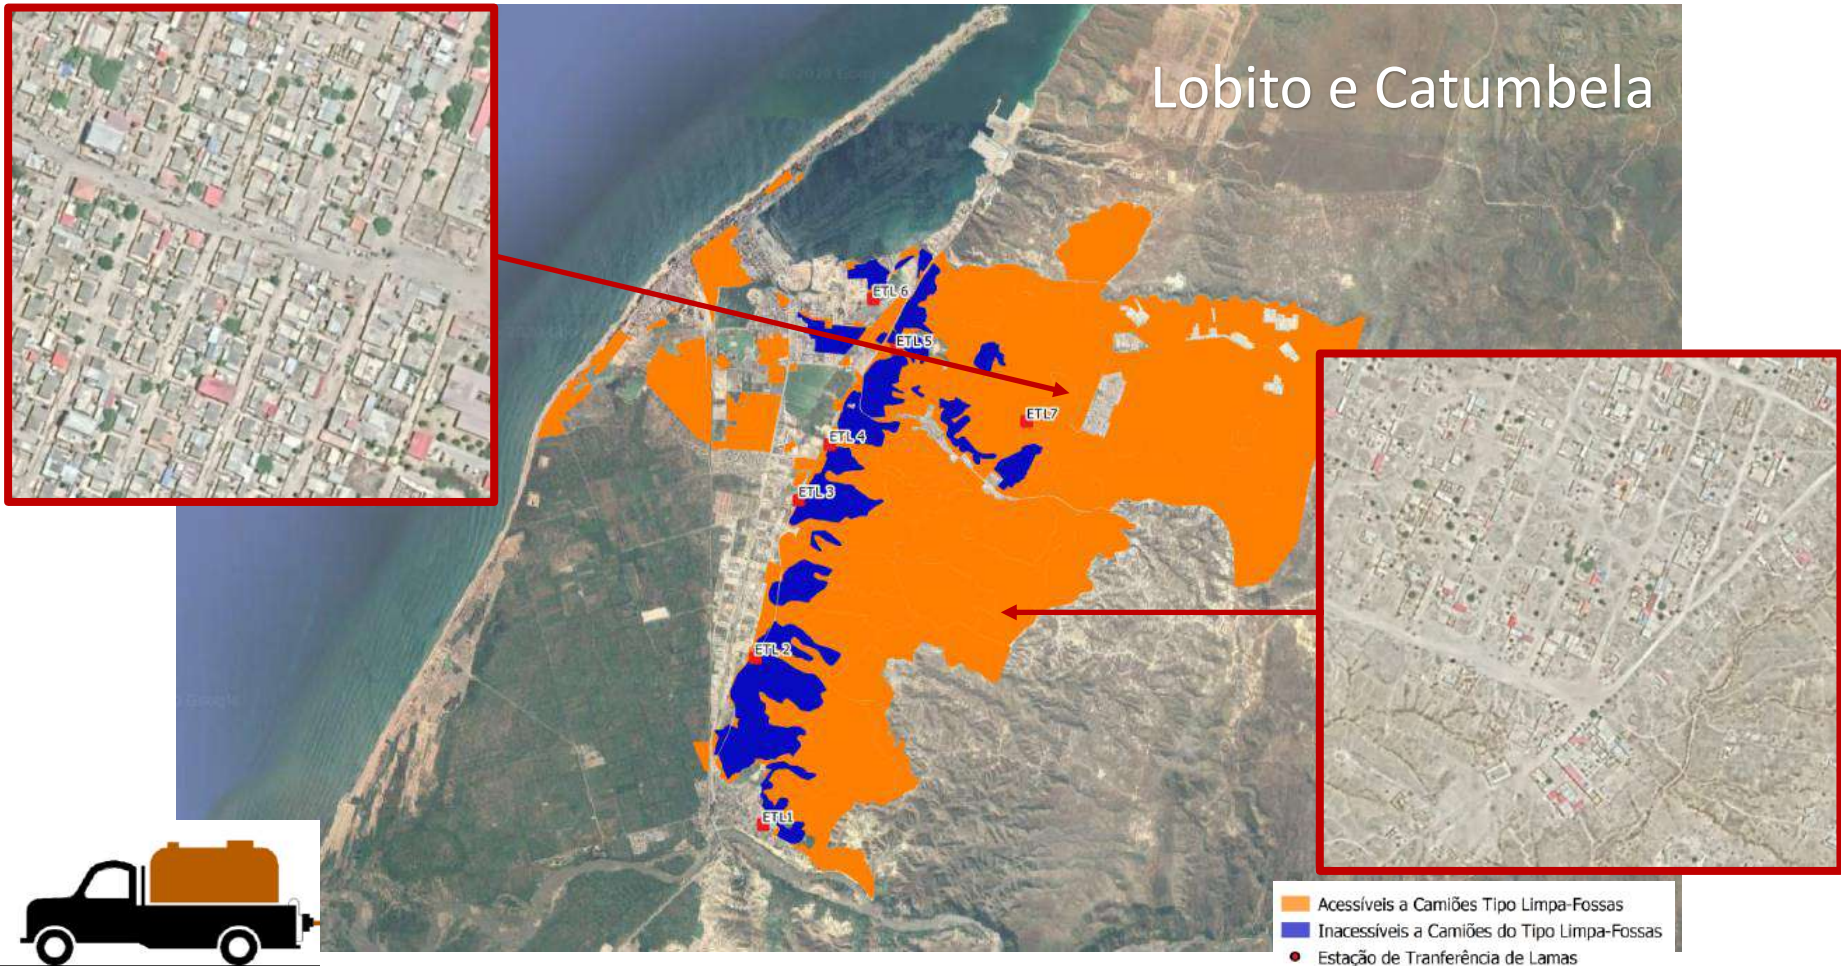 Lobito e Catumbela
ETL 6
ETL 5
ETL7
ETL 4
ETL 3
ETL 2
ETL1
Acessíveis a Camiões Tipo Limpa-Fossas
Inacessíveis a Camiões do Tipo Limpa-Fossas
Estação de Tranferência de Lamas